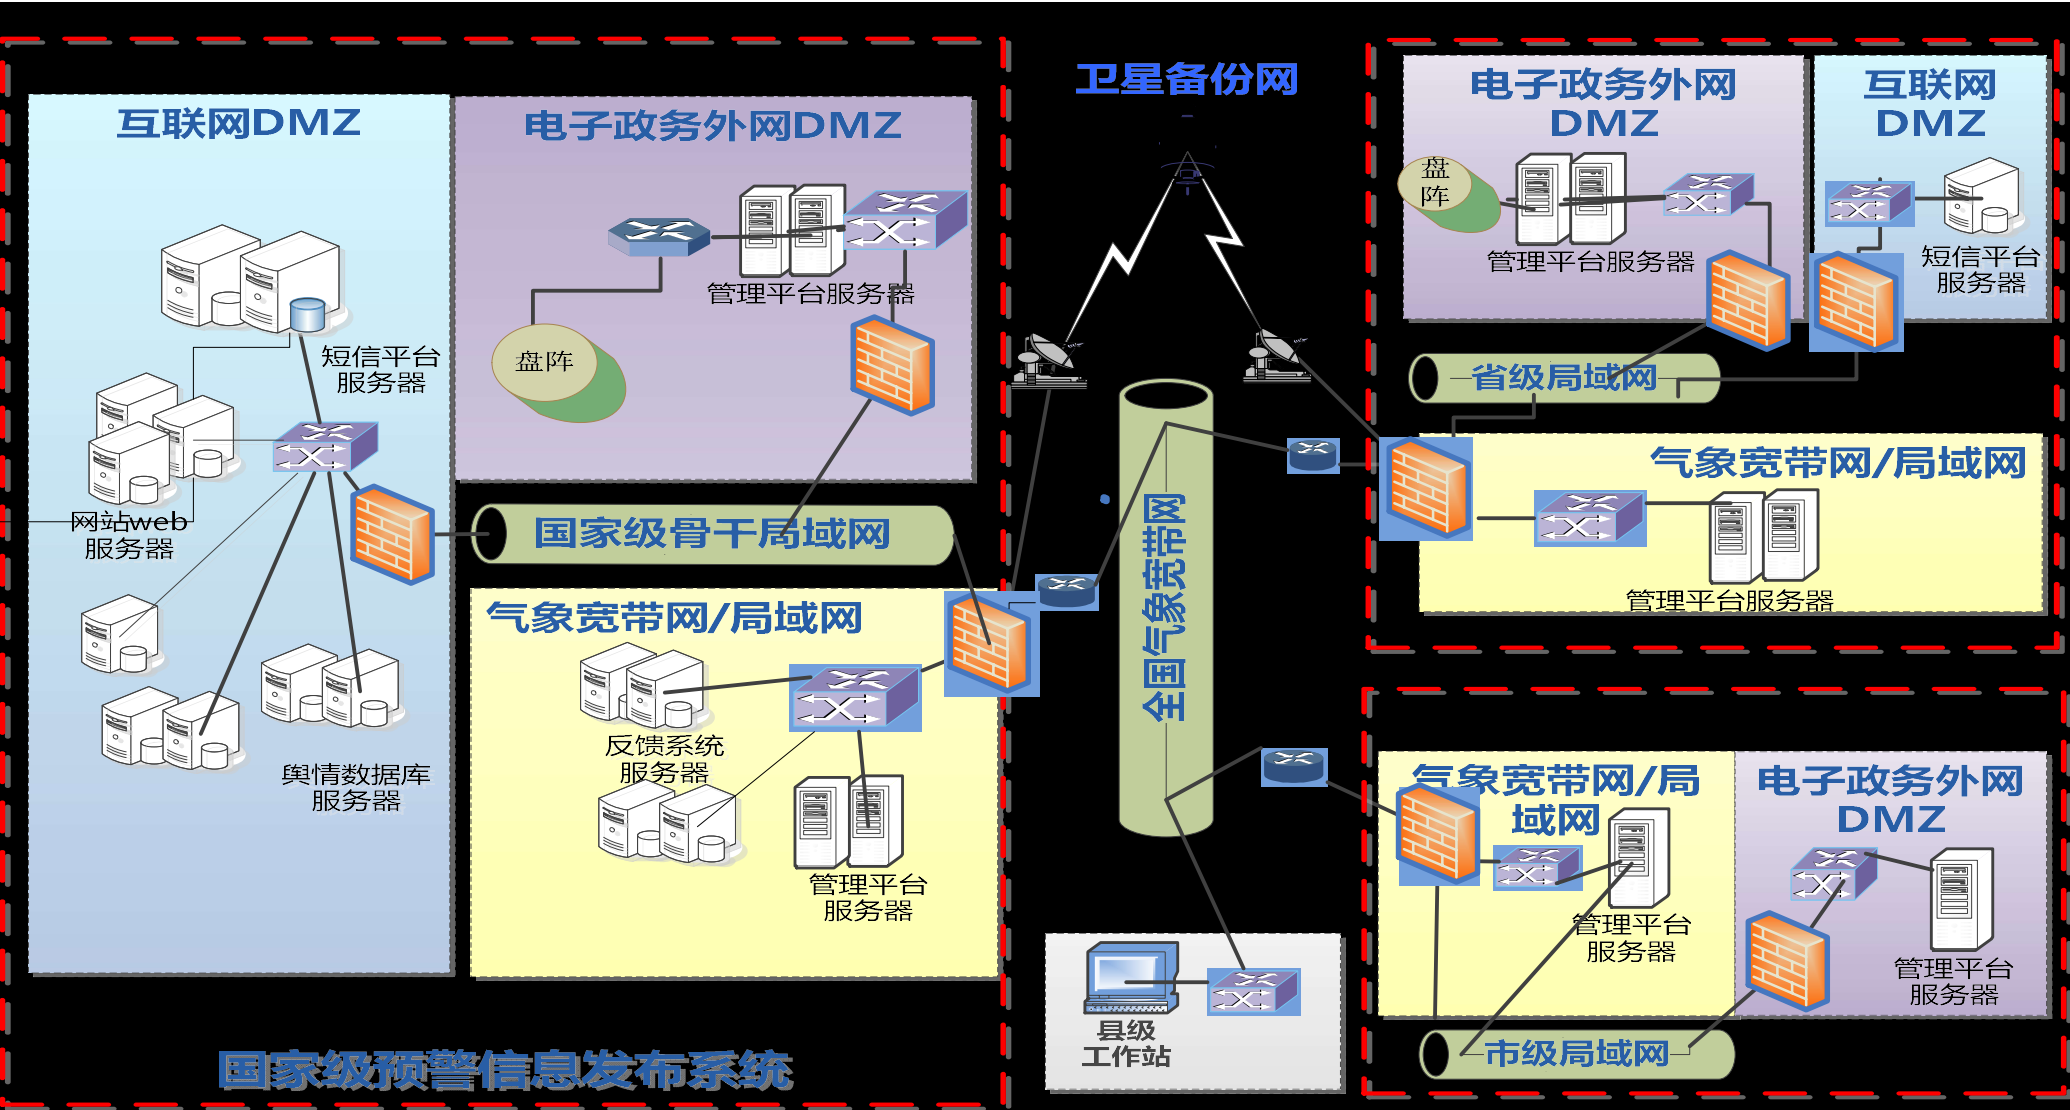 互联网DMZ
短信平台
服务器
网站web
服务器
舆情数据库
服务器
电子政务外网DMZ
管理平台服务器
盘阵
国家级骨干局域网
气象宽带网/局域网
反馈系统
服务器
管理平台
服务器
国家级预警信息发布系统
卫星备份网
全国气象宽带网
县级
工作站
电子政务外网
DMZ
盘
阵
管理平台服务器
互联网
DMZ
短信平台
服务器
省级局域网
气象宽带网/局域网
管理平台服务器
气象宽带网/局
域网
管理平台
服务器
电子政务外网
DMZ
管理平台
服务器
市级局域网